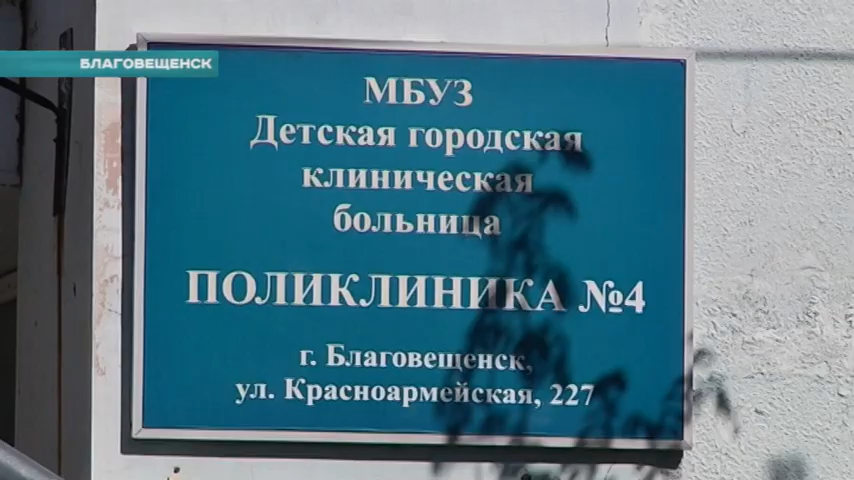 БЛАГОВЕЩЕНСК
МБУЗ
Детская городская
клиническая
больница
ПОЛИКЛИНИКА №4
г. Благовещенск,
ул. Красноармейская, 227